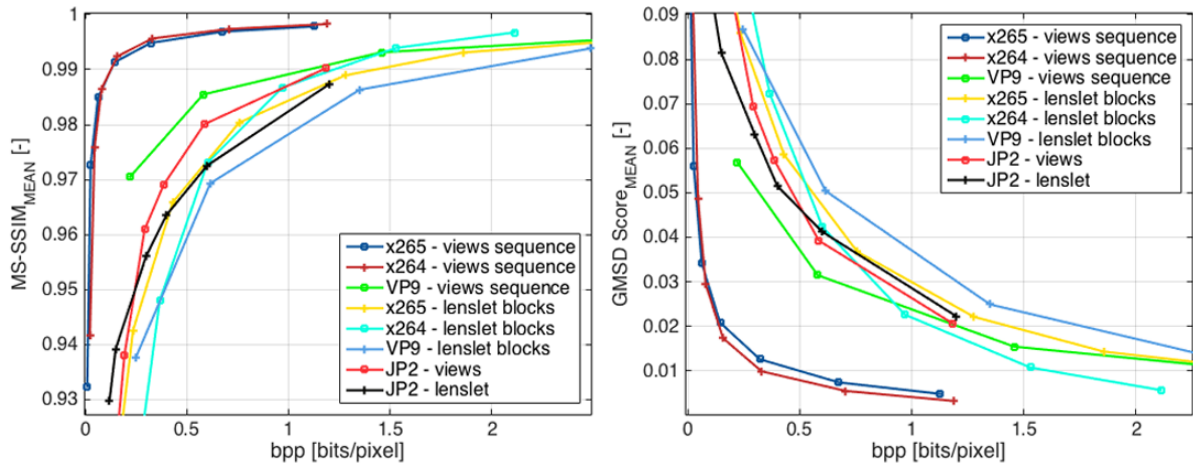 MS-SSIM_MEAN [-]
1
0.99
0.98
0.97
0.96
0.95
0.94
0.93
0 0.5 1 1.5 2
bpp [bits/pixel]
x265 - views sequence
x264 - views sequence
VP9 - views sequence
x265 - lenslet blocks
x264 - lenslet blocks
VP9 - lenslet blocks
JP2 - views
JP2 - lenslet
GMSD Score_MEAN [-]
0.09
0.08
0.07
0.06
0.05
0.04
0.03
0.02
0.01
0 0.5 1 1.5 2
bpp [bits/pixel]
x265 - views sequence
x264 - views sequence
VP9 - views sequence
x265 - lenslet blocks
x264 - lenslet blocks
VP9 - lenslet blocks
JP2 - views
JP2 - lenslet